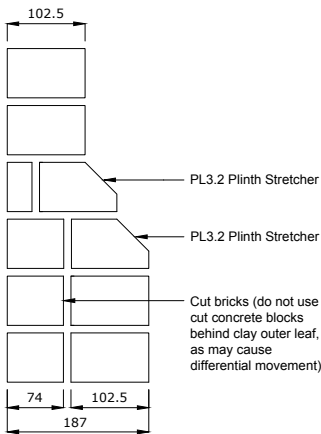 102.5
PL3.2 Plinth Stretcher
PL3.2 Plinth Stretcher
Cut bricks (do not use
cut concrete blocks
behind clay outer leaf,
as may cause
differential movement)
74
102.5
187